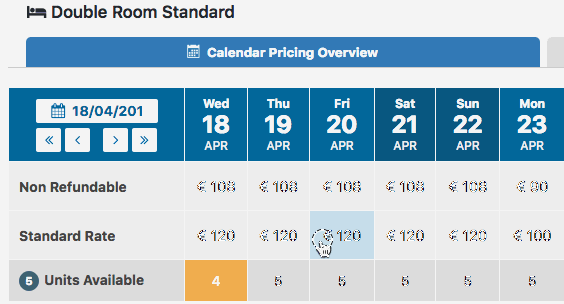 Double Room Standard
Calendar Pricing Overview
18/04/201
Wed Thu Fri Sat Sun Mon
18 19 20 21 22 23
APR APR APR APR APR APR
Non Refundable € 108 € 108 € 108 € 108 € 108 € 90
Standard Rate € 120 € 120 € 120 € 120 € 120 € 100
5 Units Available 4 5 5 5 5 5